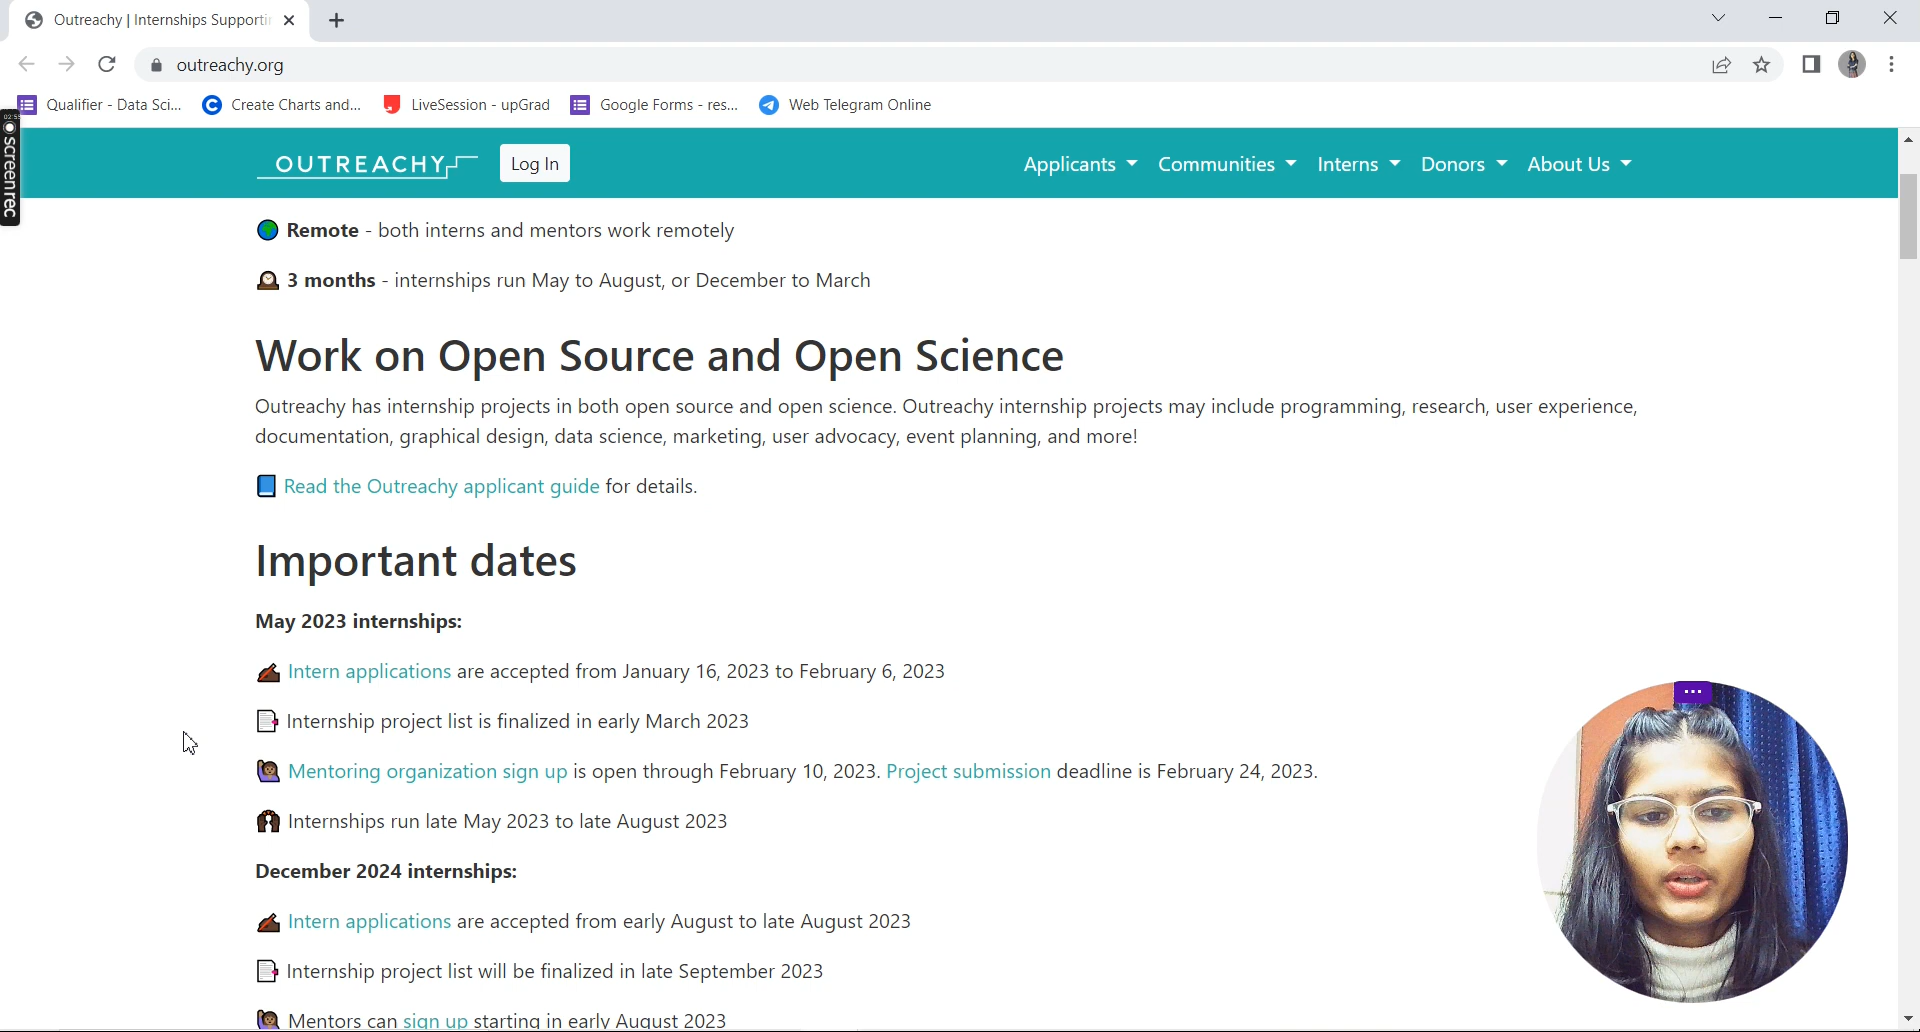 Outreachy | Internships Supporti
outreachy.org
Qualifier - Data Sci...
Create Charts and...
LiveSession - upGrad
Google Forms - res...
Web Telegram Online
screenrec
OUTREACHY
Log In
Applicants
Communities
Interns
Donors
About Us
Remote - both interns and mentors work remotely
3 months - internships run May to August, or December to March
Work on Open Source and Open Science
Outreachy has internship projects in both open source and open science. Outreachy internship projects may include programming, research, user experience,
documentation, graphical design, data science, marketing, user advocacy, event planning, and more!
Read the Outreachy applicant guide for details.
Important dates
May 2023 internships:
Intern applications are accepted from January 16, 2023 to February 6, 2023
Internship project list is finalized in early March 2023
Mentoring organization sign up is open through February 10, 2023. Project submission deadline is February 24, 2023.
Internships run late May 2023 to late August 2023
December 2024 internships:
Intern applications are accepted from early August to late August 2023
Internship project list will be finalized in late September 2023
Mentors can sign up starting in early August 2023